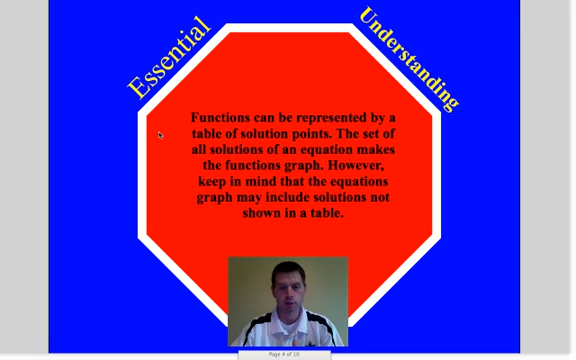 Essential
Understanding
Functions can be represented by a
table of solution points. The set of
all solutions of an equation makes
the functions graph. However,
keep in mind that the equations
graph may include solutions not
shown in a table.
Page 4 of 10